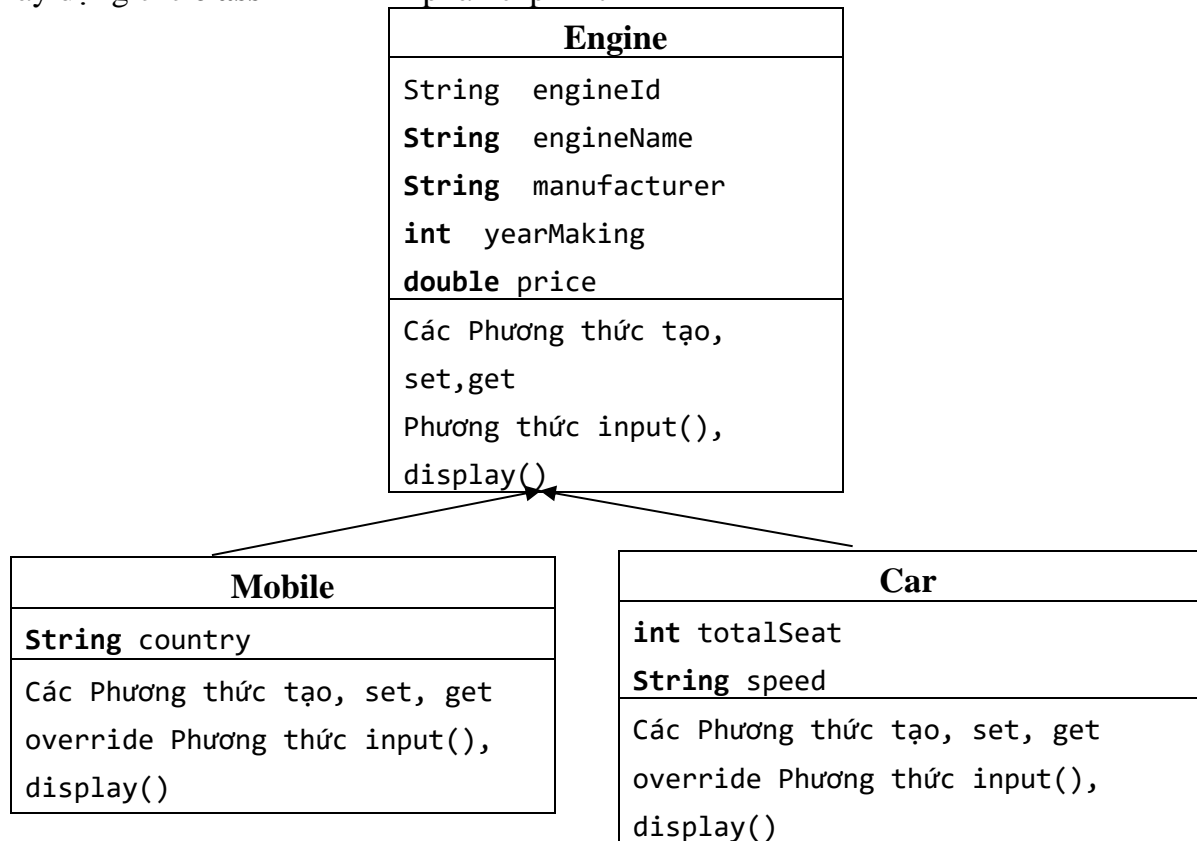 Engine
String engineId
String engineName
String manufacturer
int yearMaking
double price
Các Phương thức tạo,
set,get
Phương thức input(),
display()
Mobile
String country
Các Phương thức tạo, set, get
override Phương thức input(),
display()
Car
int totalSeat
String speed
Các Phương thức tạo, set, get
override Phương thức input(),
display()